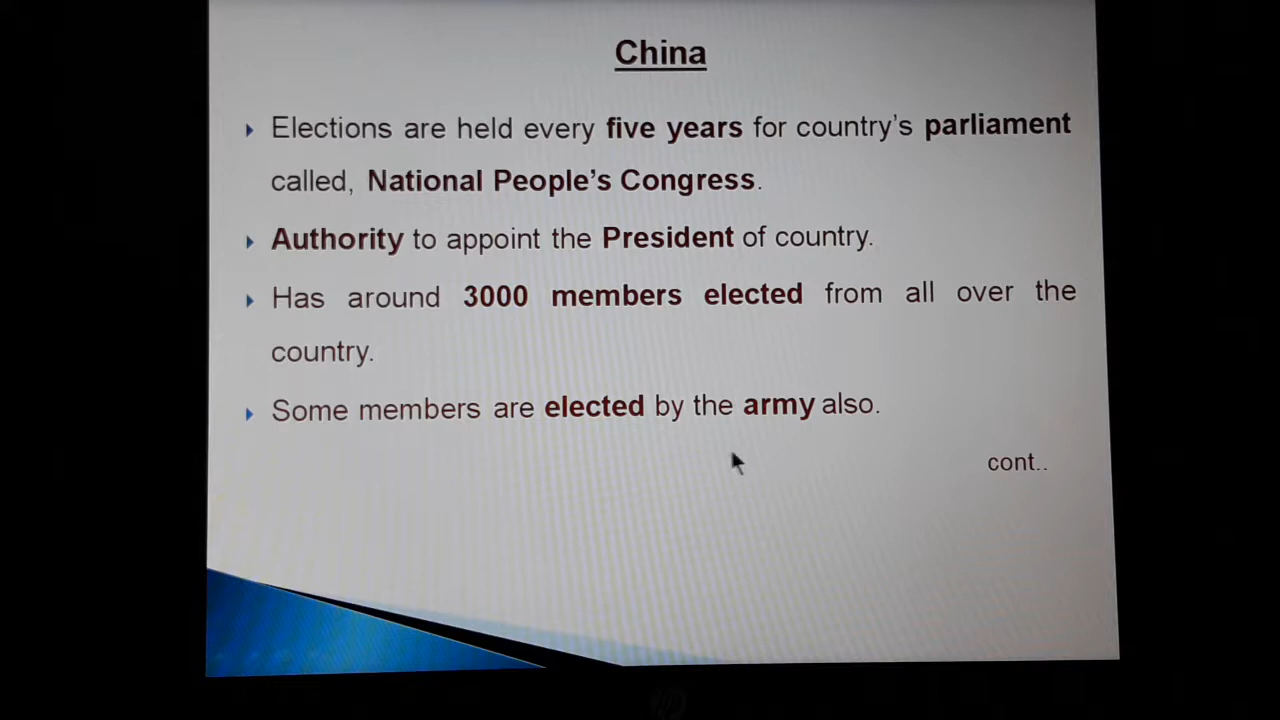 China
Elections are held every five years for country's parliament
called, National People's Congress.
Authority to appoint the President of country.
Has around 3000 members elected from all over the
country.
Some members are elected by the army also.
cont..
hp